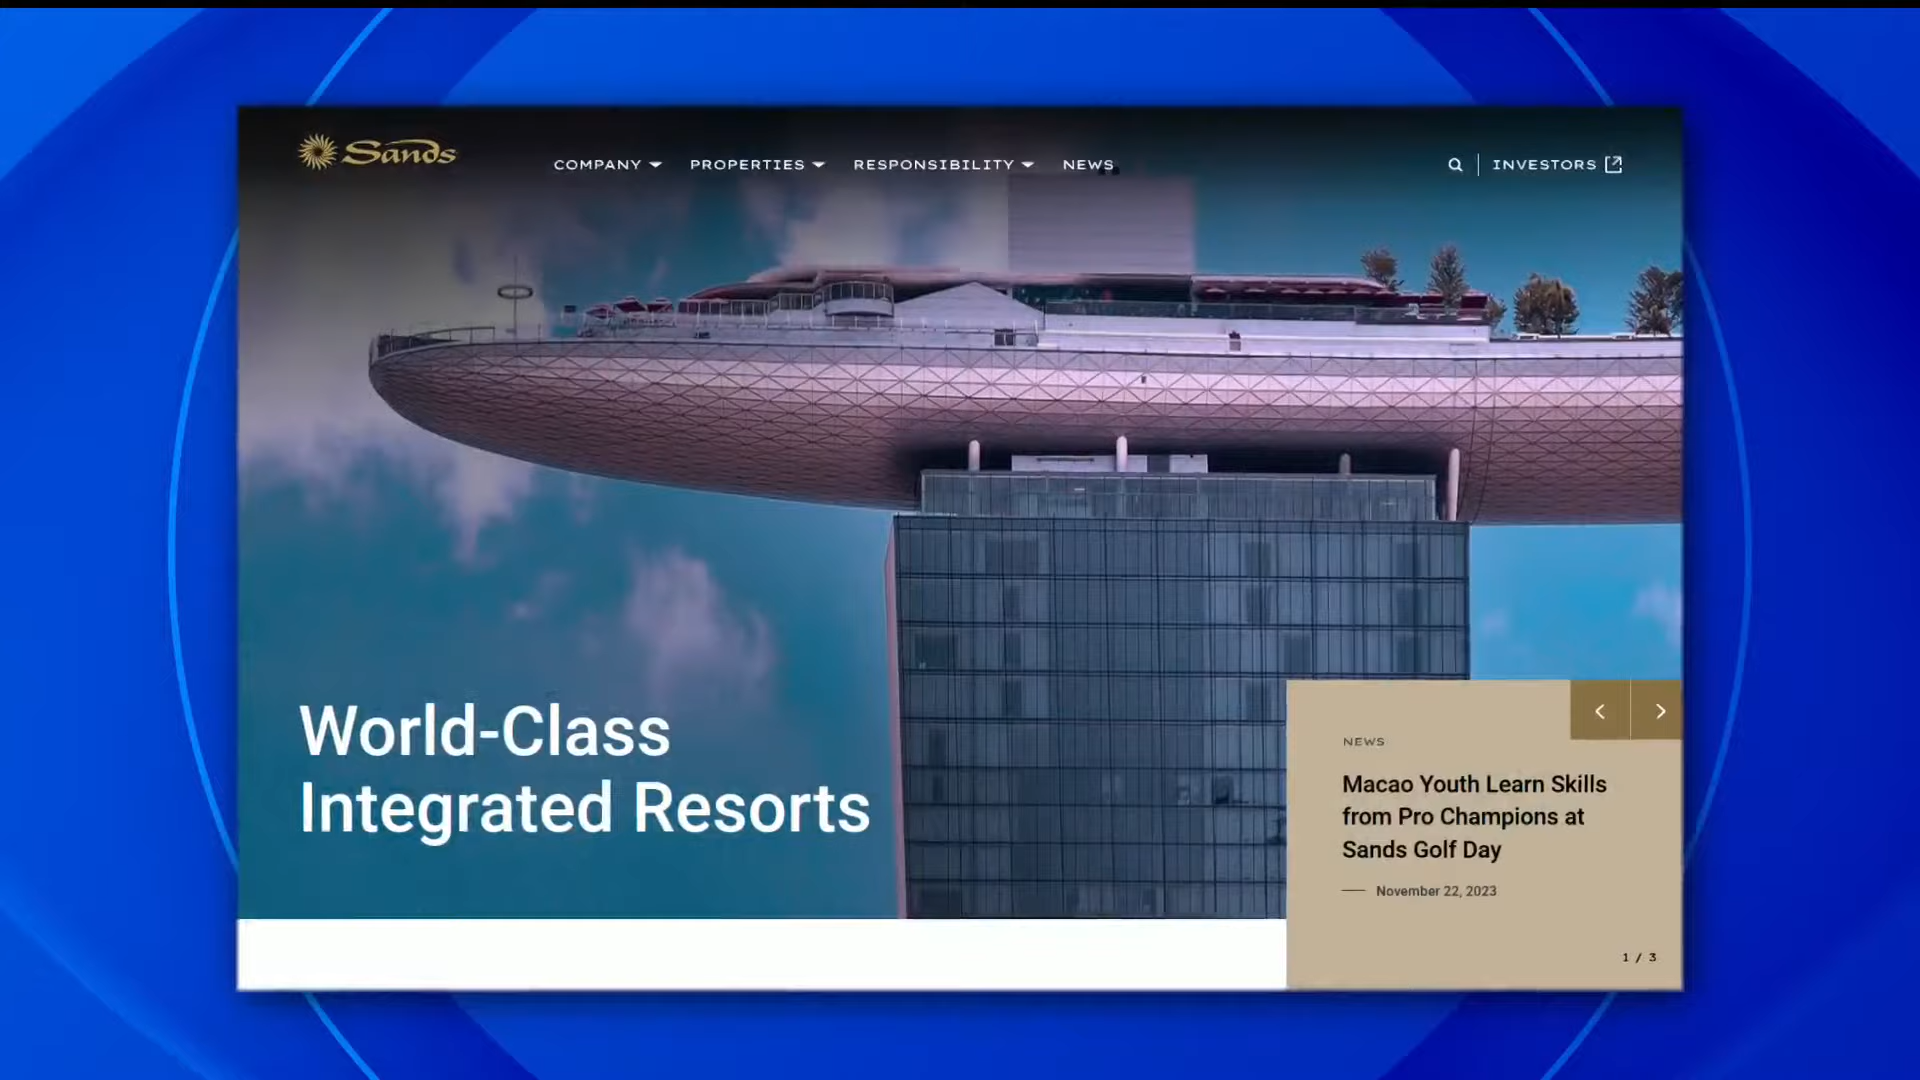 Sands
COMPANY
PROPERTIES
RESPONSIBILITY
NEWS
INVESTORS
World-Class
Integrated Resorts
NEWS
Macao Youth Learn Skills
from Pro Champions at
Sands Golf Day
November 22, 2023
1 / 3